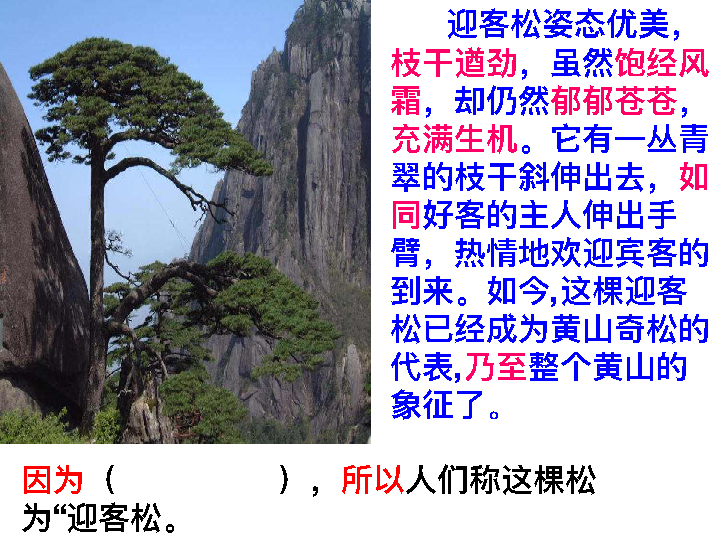 迎客松姿态优美，
枝干遒劲，虽然饱经风
霜，却仍然郁郁苍苍，
充满生机。它有一丛青
翠的枝干斜伸出去，如
同好客的主人伸出手
臂，热情地欢迎宾客的
到来。如今,这棵迎客
松已经成为黄山奇松的
代表,乃至整个黄山的
象征了。
因为（ ），所以人们称这棵松
为“迎客松。